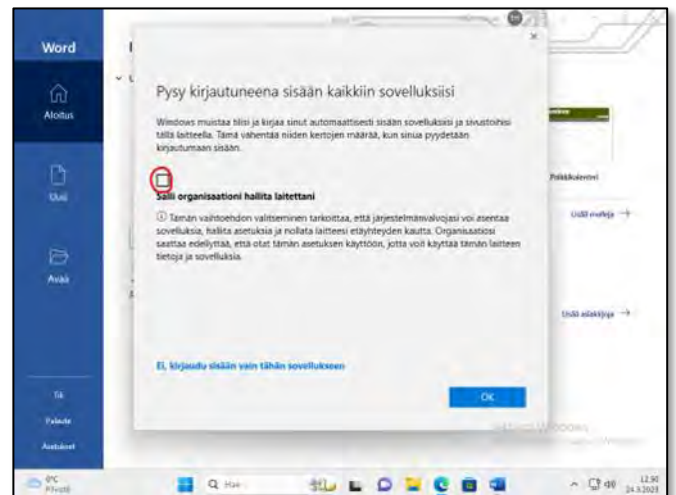 Word
Aloitus
Uusi
Avaa
Tili
Palaute
Asetukset
Pysy kirjautuneena sisään kaikkiin sovelluksiisi
Windows muistaa tilisi ja kirjaa sinut automaattisesti sisään sovelluksiisi ja sivustoihisi
tällä laitteella. Tämä vähentää niiden kertojen määrää, kun sinua pyydetään
kirjautumaan sisään.
Salli organisaationi hallita laitettani
Tämän vaihtoehdon valitseminen tarkoittaa, että järjestelmänvalvojasi voi asentaa
sovelluksia, hallita asetuksia ja nollata laitteesi etäyhteyden kautta. Organisaatiosi
saattaa edellyttää, että otat tämän asetuksen käyttöön, jotta voit käyttää tämän laitteen
tietoja ja sovelluksia.
Ei, kirjaudu sisään vain tähän sovellukseen
OK
Palkkikalenteri
Lisää malleja
Lisää asiakirjoja
0°C
Pilvistä
Hae
12.50
24.3.2023